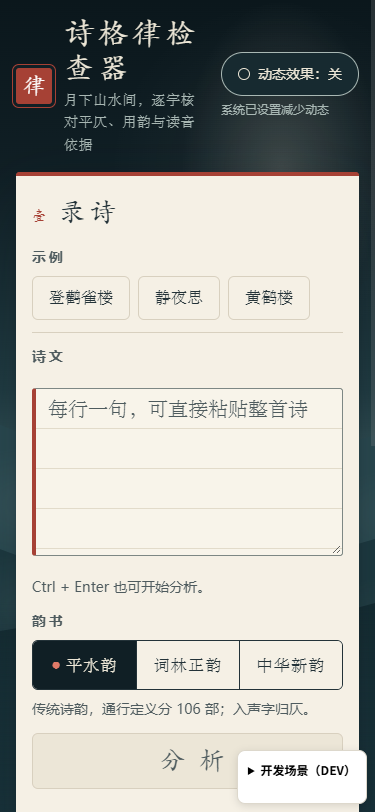 律
诗格律检
查器
月下山水间，逐字核
对平仄、用韵与读音
依据
动态效果：关
系统已设置减少动态
壹 录诗
示例
登鹳雀楼 静夜思 黄鹤楼
诗文
每行一句，可直接粘贴整首诗
Ctrl + Enter 也可开始分析。
韵书
平水韵 词林正韵 中华新韵
传统诗韵，通行定义分 106 部；入声字归仄。
分 析
开发场景（DEV）